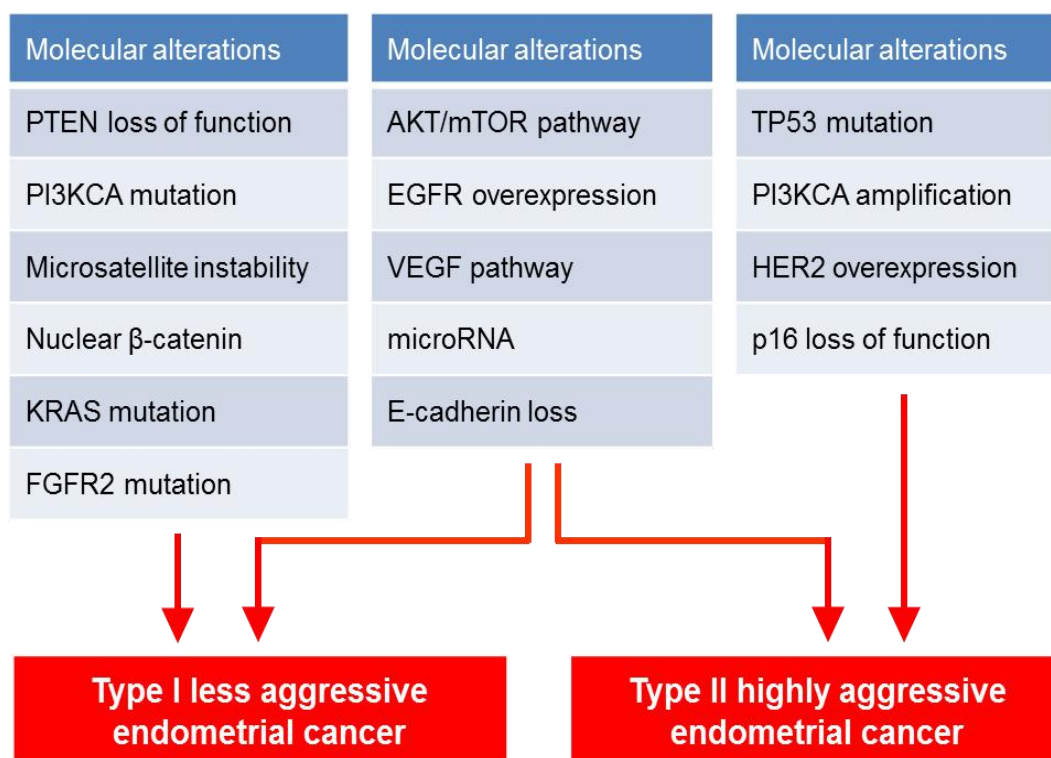 Molecular alterations
PTEN loss of function
PI3KCA mutation
Microsatellite instability
Nuclear β-catenin
KRAS mutation
FGFR2 mutation
Molecular alterations
AKT/mTOR pathway
EGFR overexpression
VEGF pathway
microRNA
E-cadherin loss
Molecular alterations
TP53 mutation
PI3KCA amplification
HER2 overexpression
p16 loss of function
Type I less aggressive
endometrial cancer
Type II highly aggressive
endometrial cancer